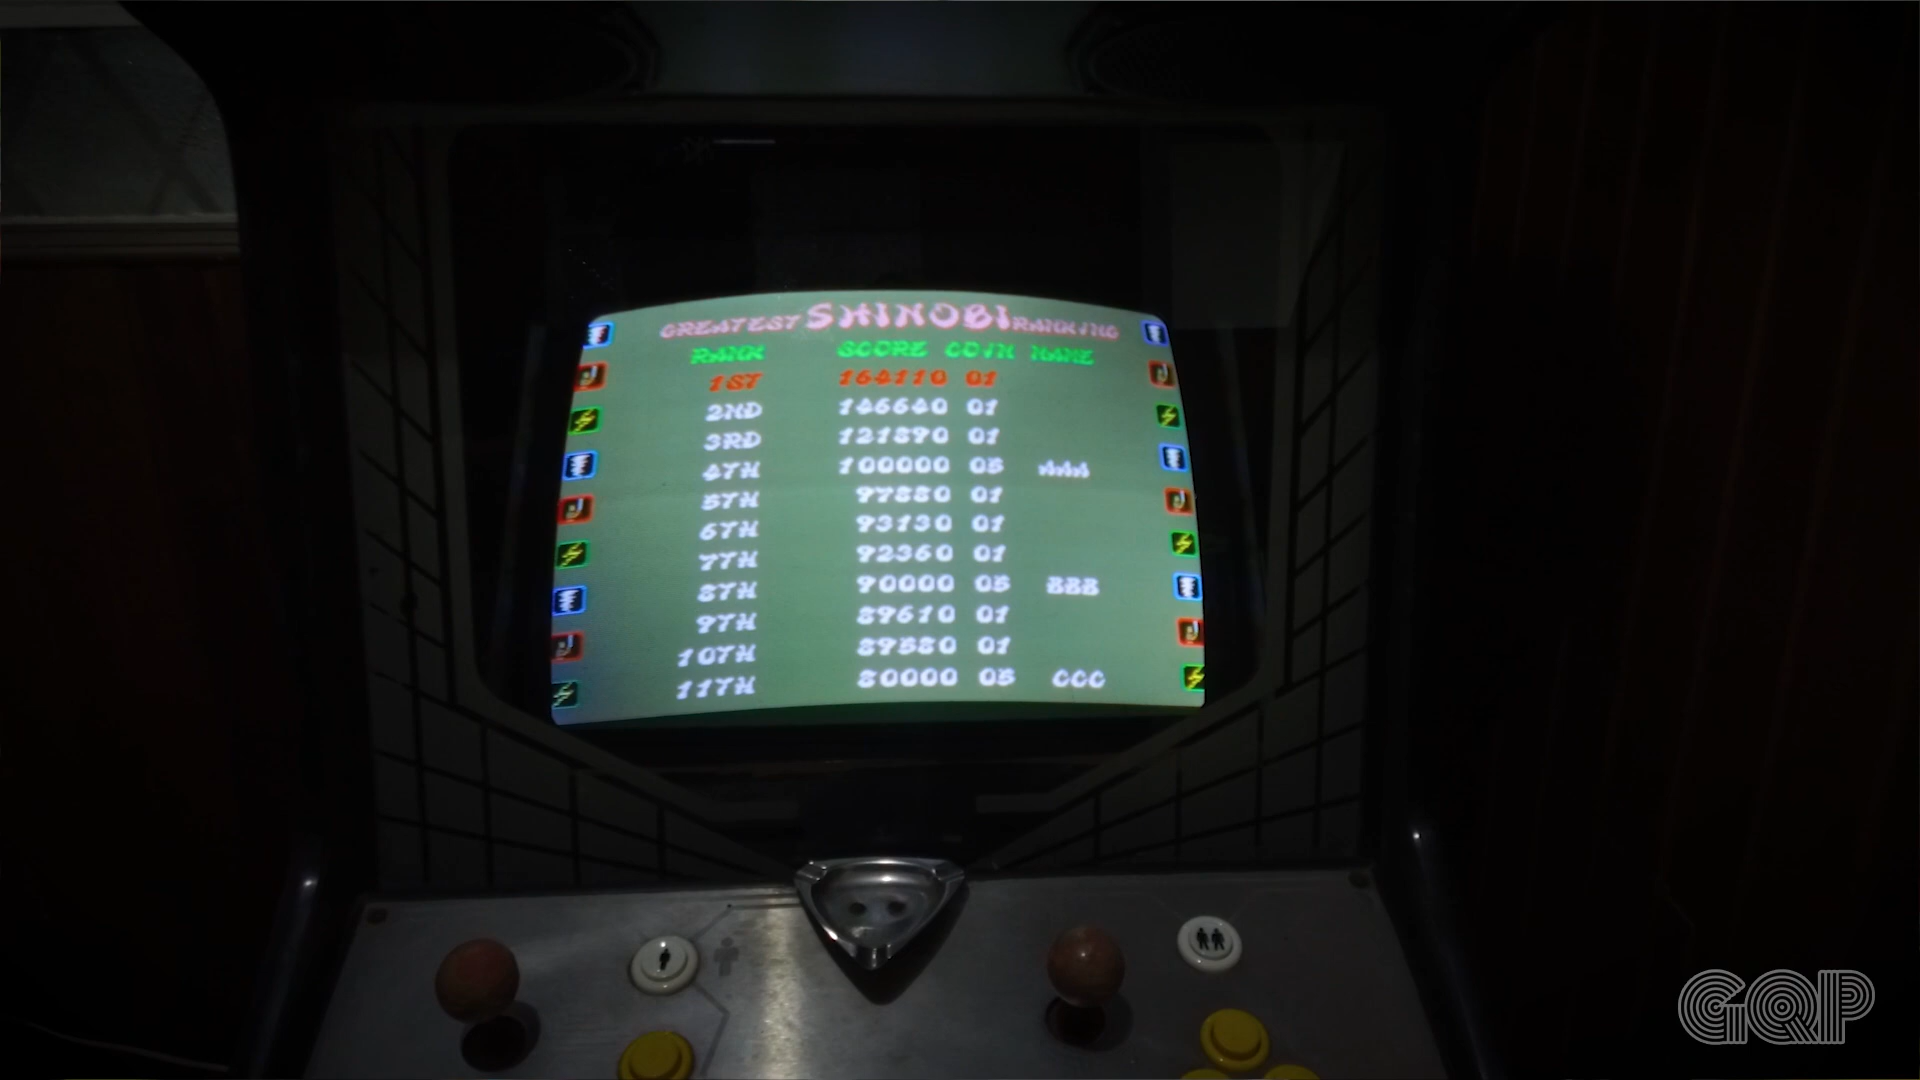 GREATEST SHINOBI RANKING
RANK SCORE COIN NAME
1ST 164110 01
2ND 146640 01
3RD 121890 01
4TH 100000 05 AAA
5TH 97880 01
6TH 93130 01
7TH 92360 01
8TH 90000 05 BBB
9TH 89610 01
10TH 89580 01
11TH 80000 05 CCC
GQP